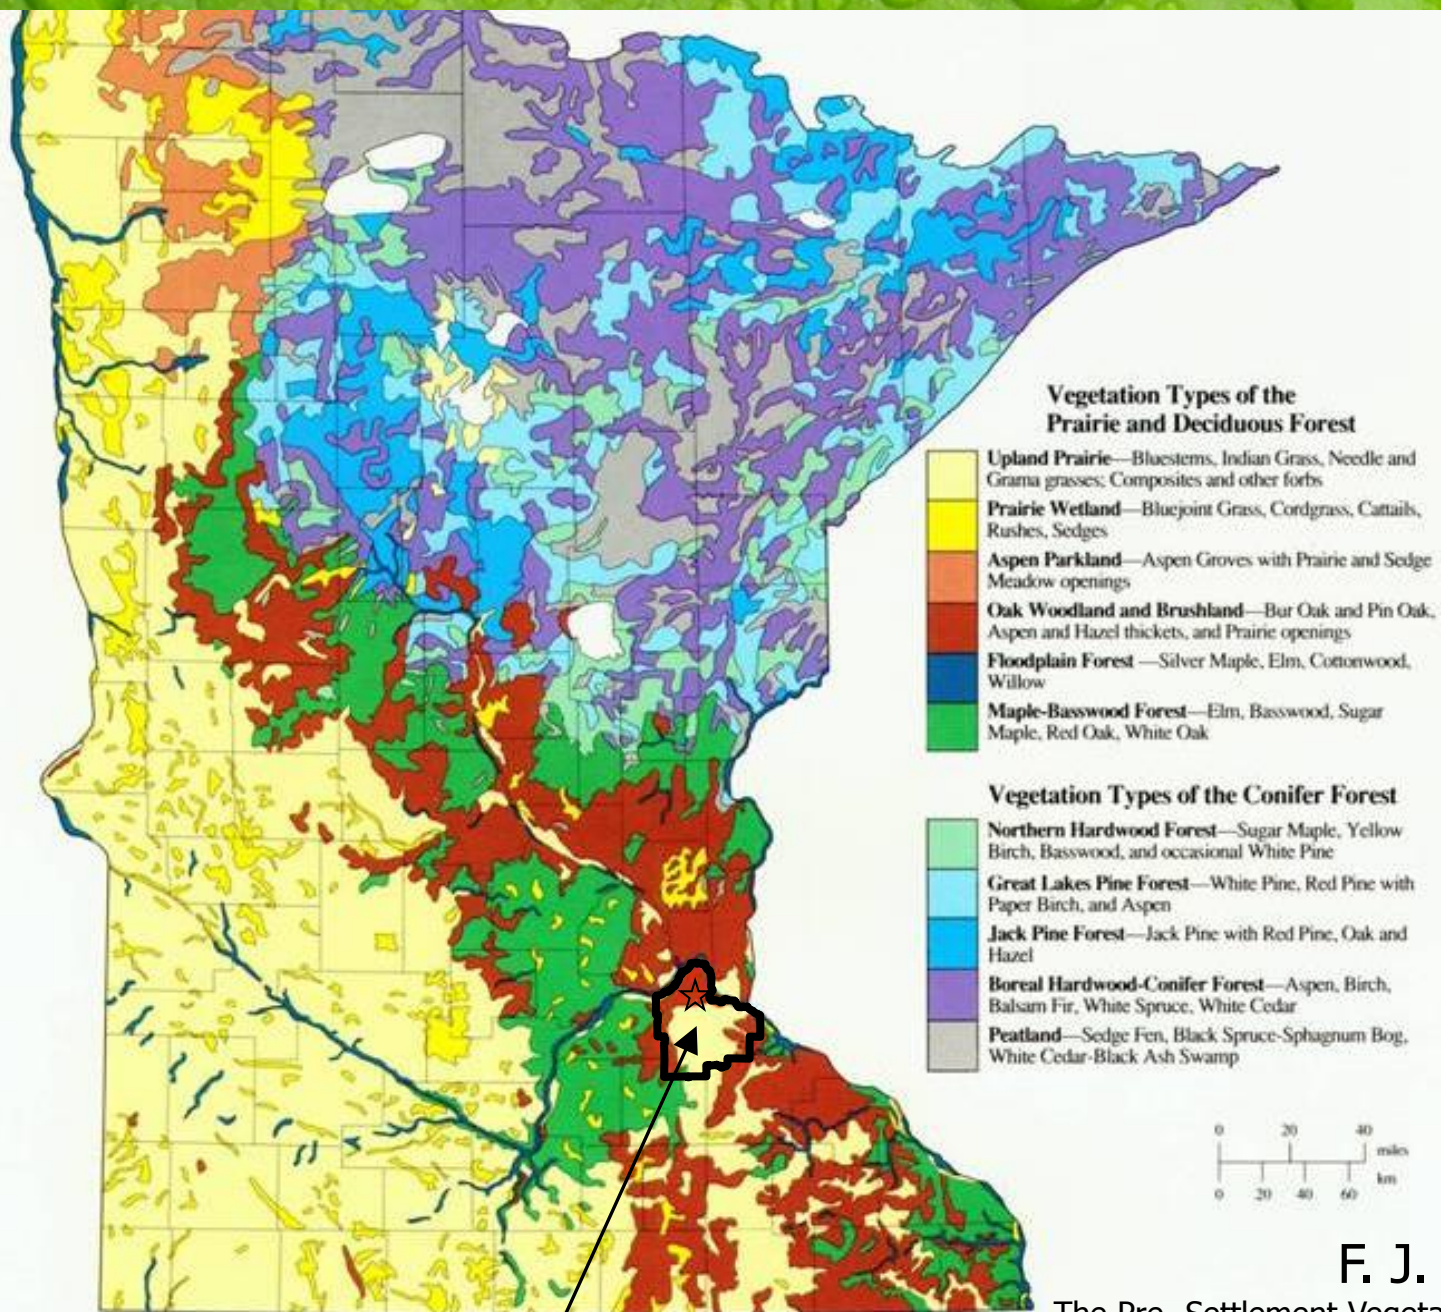 Vegetation Types of the
Prairie and Deciduous Forest
Upland Prairie—Bluestems, Indian Grass, Needle and
Grama grasses; Composites and other forbs
Prairie Wetland—Bluejoint Grass, Cordgrass, Cattails,
Rushes, Sedges
Aspen Parkland—Aspen Groves with Prairie and Sedge
Meadow openings
Oak Woodland and Brushland—Bur Oak and Pin Oak,
Aspen and Hazel thickets, and Prairie openings
Floodplain Forest —Silver Maple, Elm, Cottonwood,
Willow
Maple-Basswood Forest—Elm, Basswood, Sugar
Maple, Red Oak, White Oak
Vegetation Types of the Conifer Forest
Northern Hardwood Forest—Sugar Maple, Yellow
Birch, Basswood, and occasional White Pine
Great Lakes Pine Forest—White Pine, Red Pine with
Paper Birch, and Aspen
Jack Pine Forest—Jack Pine with Red Pine, Oak and
Hazel
Boreal Hardwood-Conifer Forest—Aspen, Birch,
Balsam Fir, White Spruce, White Cedar
Peatland—Sedge Fen, Black Spruce-Sphagnum Bog,
White Cedar-Black Ash Swamp
0 20 40
miles
km
0 20 40 60
F. J.
The Pre- Settlement